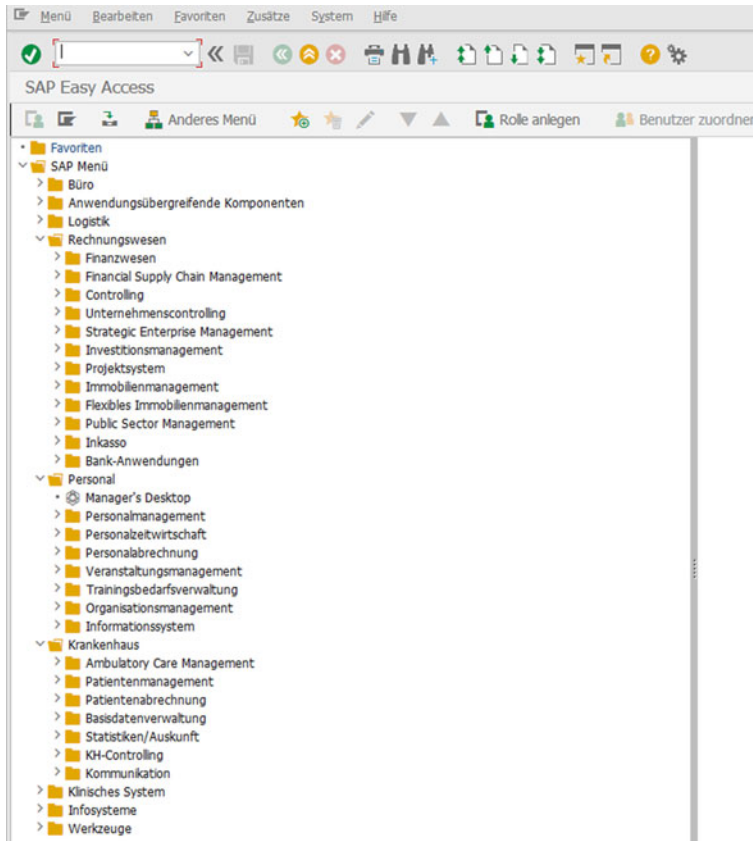 Menü Bearbeiten Favoriten Zusätze System Hilfe
SAP Easy Access
Anderes Menü Rolle anlegen Benutzer zuordnen
Favoriten
SAP Menü
Büro
Anwendungsübergreifende Komponenten
Logistik
Rechnungswesen
Finanzwesen
Financial Supply Chain Management
Controlling
Unternehmenscontrolling
Strategic Enterprise Management
Investitionsmanagement
Projektsystem
Immobilienmanagement
Flexibles Immobilienmanagement
Public Sector Management
Inkasso
Bank-Anwendungen
Personal
Manager's Desktop
Personalmanagement
Personalzeitwirtschaft
Personalabrechnung
Veranstaltungsmanagement
Trainingsbedarfsverwaltung
Organisationsmanagement
Informationssystem
Krankenhaus
Ambulatory Care Management
Patientenmanagement
Patientenabrechnung
Basisdatenverwaltung
Statistiken/Auskunft
KH-Controlling
Kommunikation
Klinisches System
Infosysteme
Werkzeuge